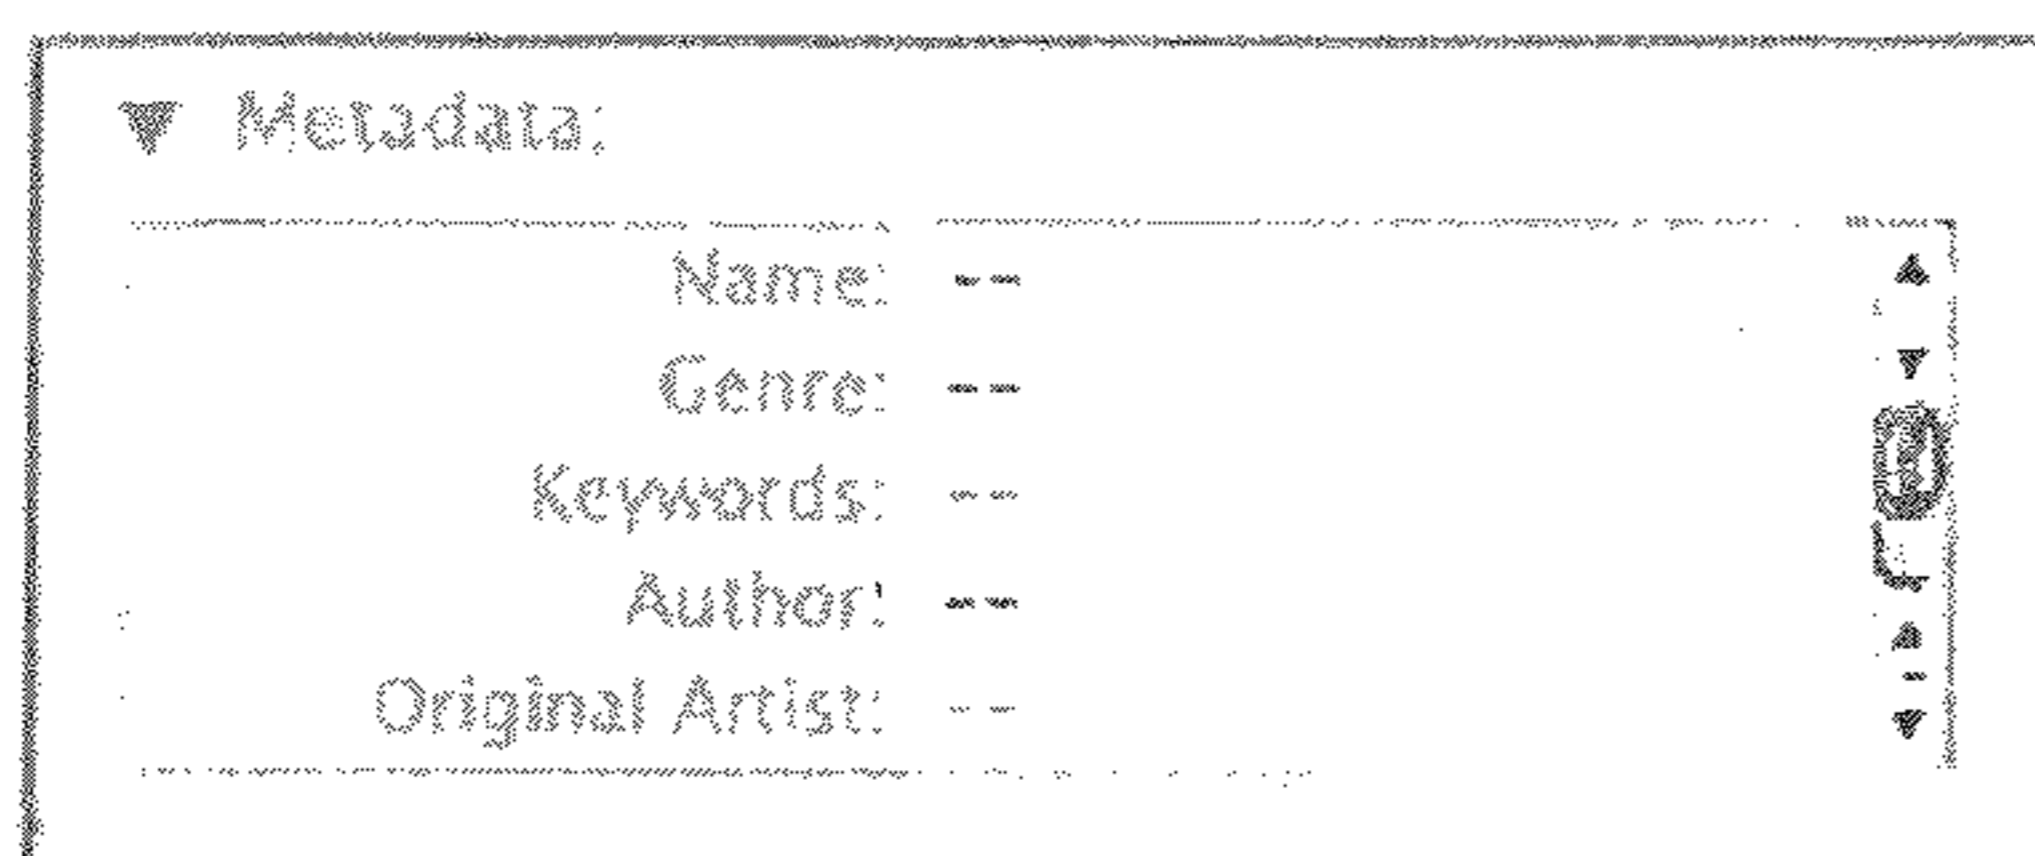 ▼ Metadata:
Name: --
Genre: --
Keywords: --
Author: --
Original Artist: --